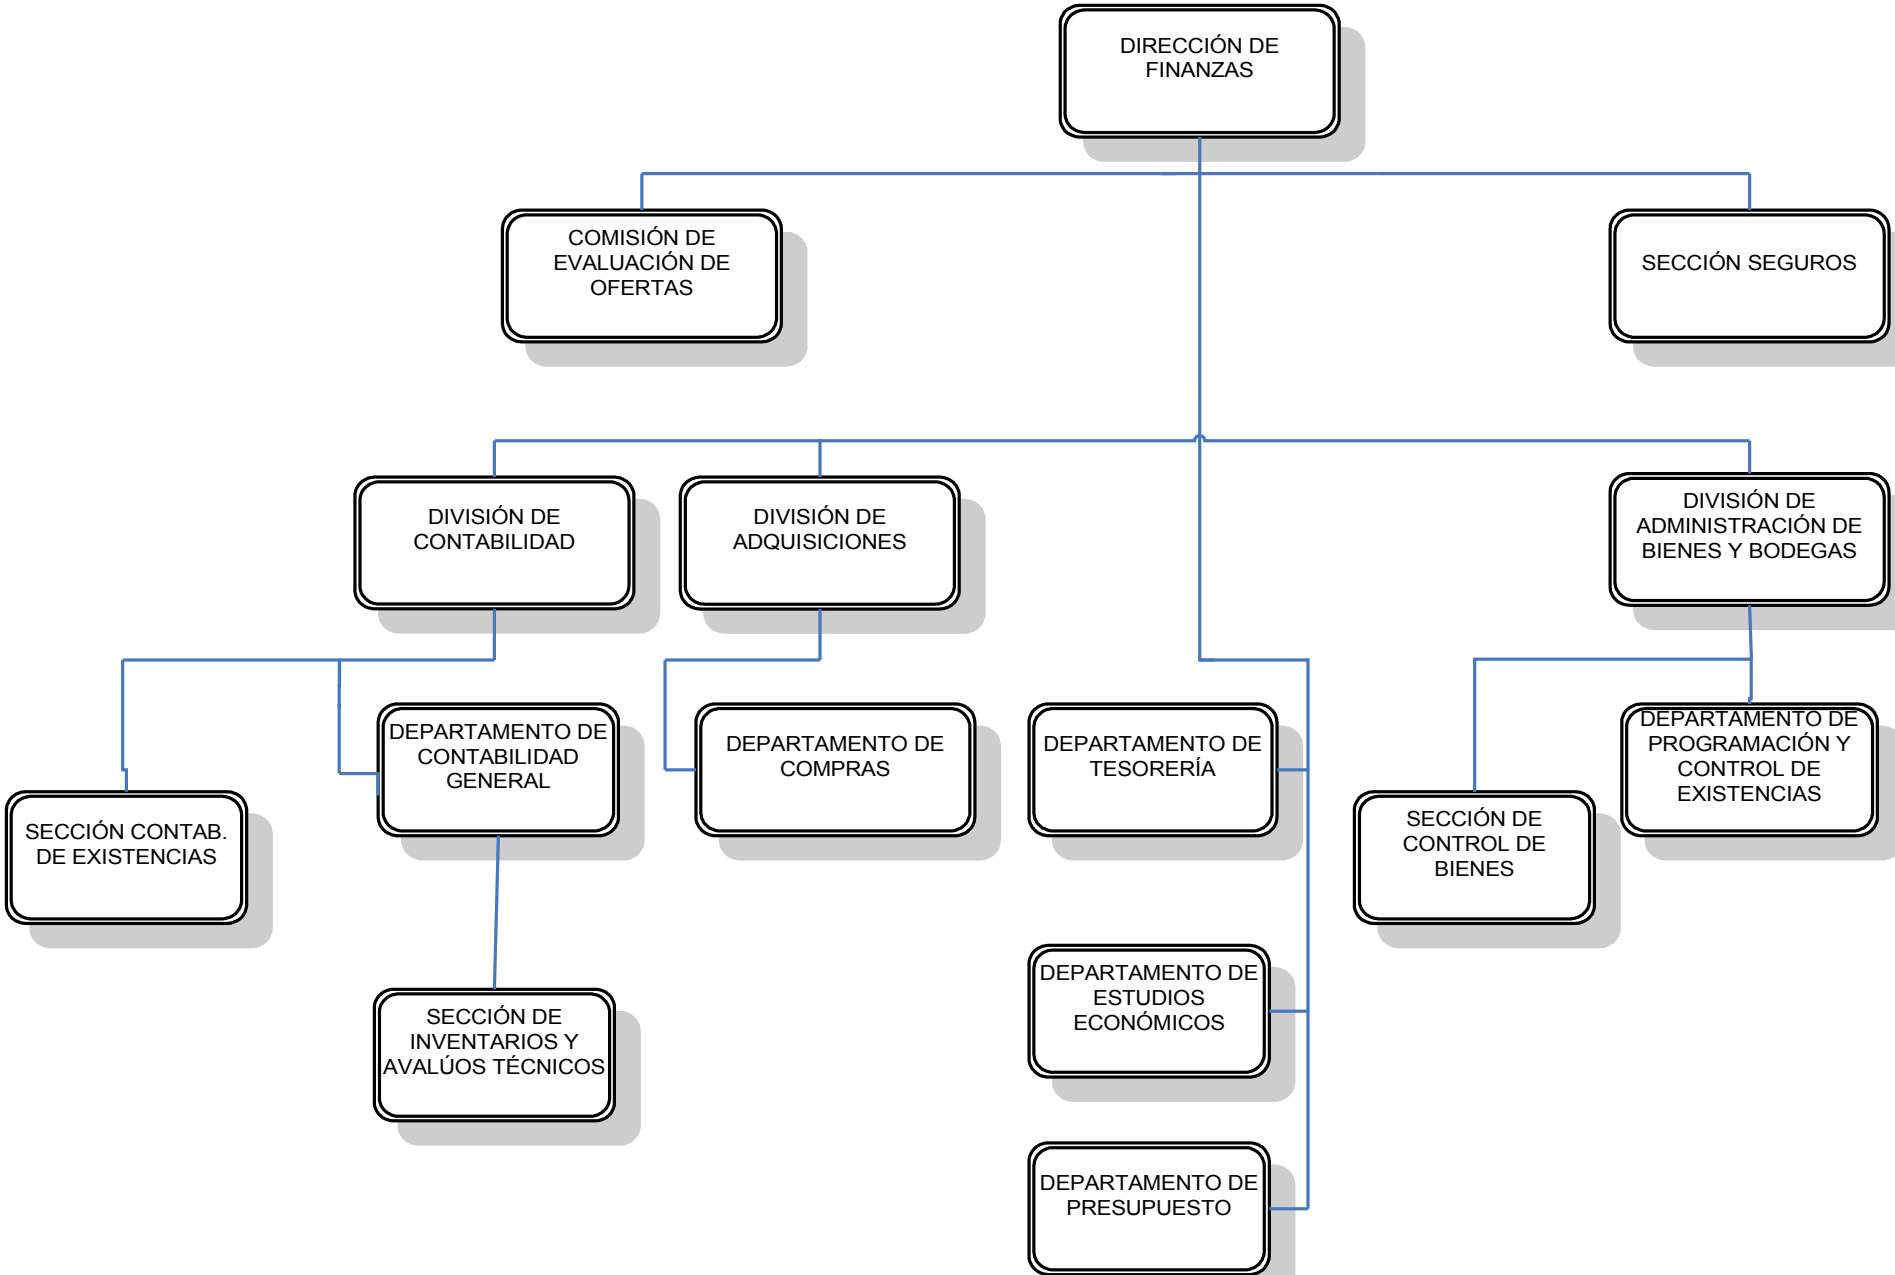 DIRECCIÓN DE
FINANZAS
COMISIÓN DE
EVALUACIÓN DE
OFERTAS
SECCIÓN SEGUROS
DIVISIÓN DE
CONTABILIDAD
DIVISIÓN DE
ADQUISICIONES
DIVISIÓN DE
ADMINISTRACIÓN DE
BIENES Y BODEGAS
DEPARTAMENTO DE
CONTABILIDAD
GENERAL
DEPARTAMENTO DE
COMPRAS
DEPARTAMENTO DE
TESORERÍA
DEPARTAMENTO DE
PROGRAMACIÓN Y
CONTROL DE
EXISTENCIAS
SECCIÓN CONTAB.
DE EXISTENCIAS
SECCIÓN DE
CONTROL DE
BIENES
DEPARTAMENTO DE
ESTUDIOS
ECONÓMICOS
SECCIÓN DE
INVENTARIOS Y
AVALÚOS TÉCNICOS
DEPARTAMENTO DE
PRESUPUESTO